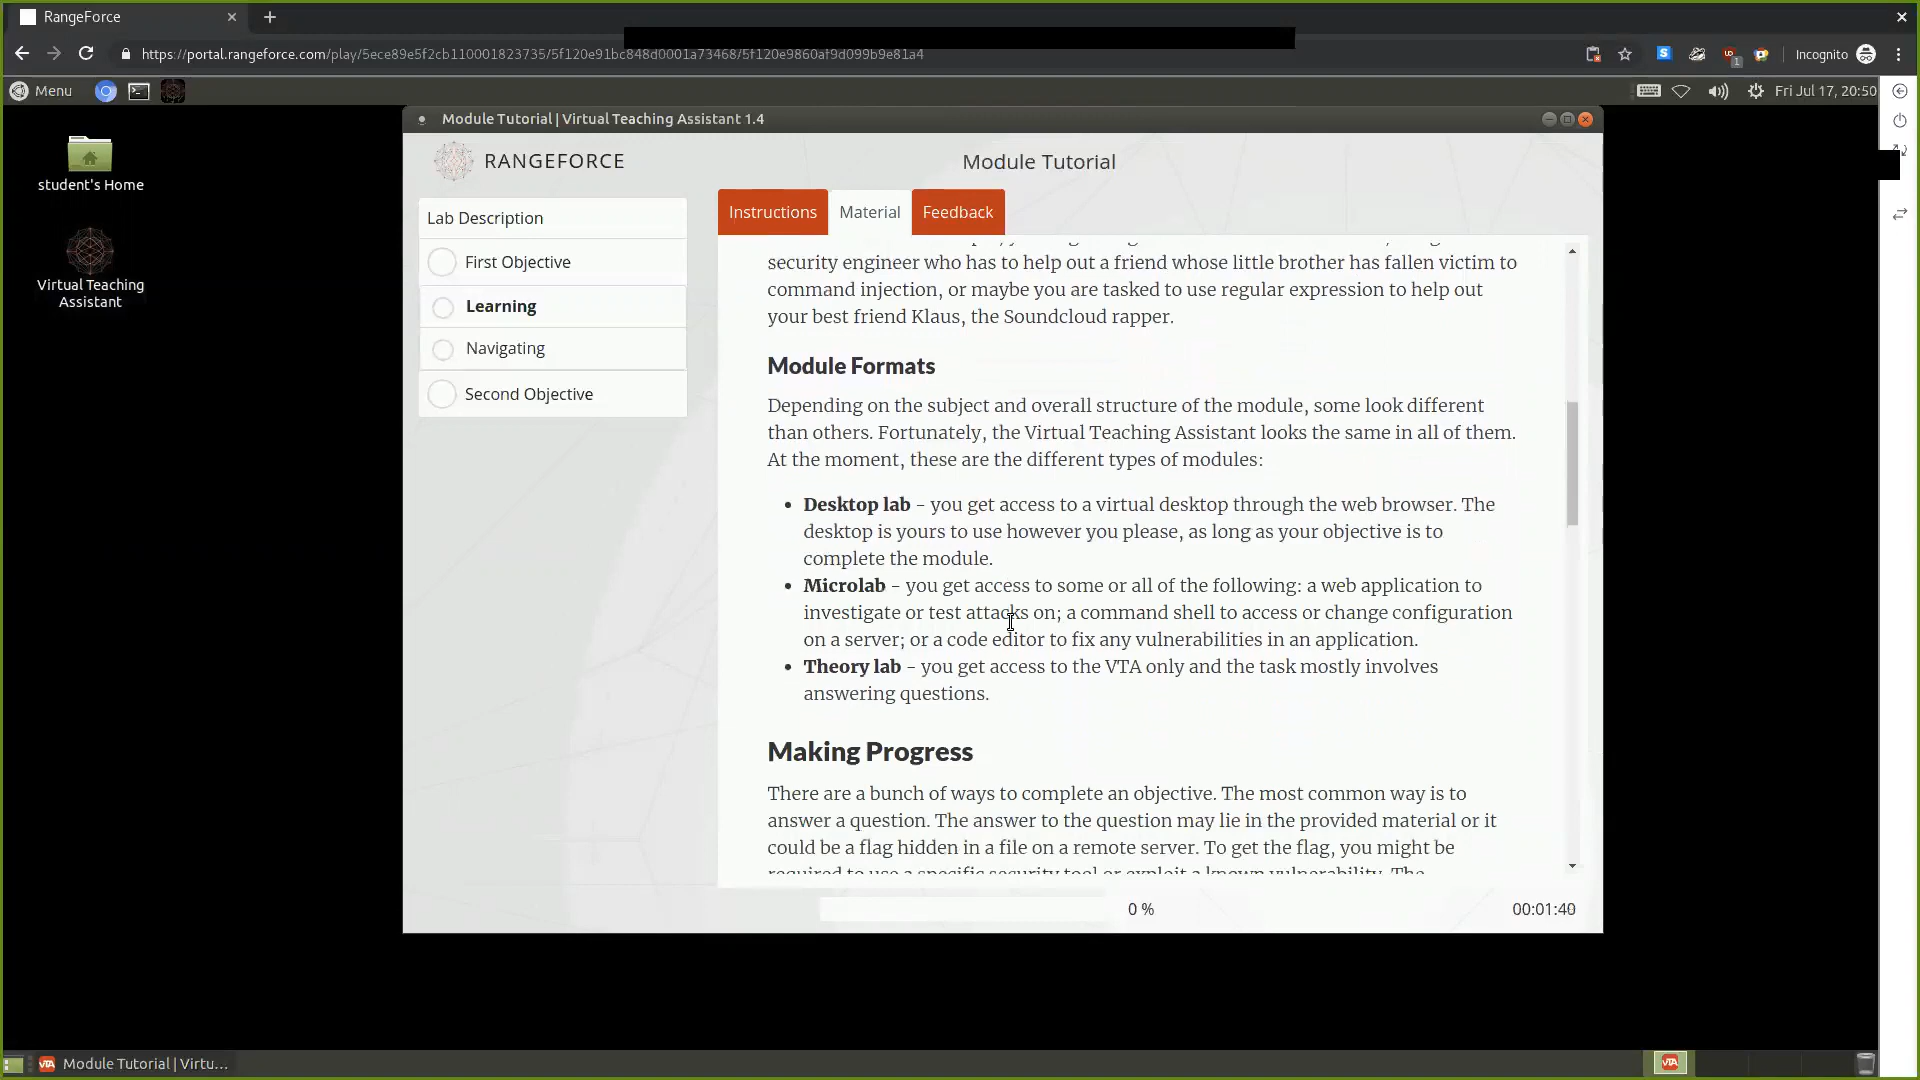 RangeForce
https://portal.rangeforce.com/play/5ece89e5f2cb110001823735/5f120e91bc848d0001a73468/5f120e9860af9d099b9e81a4
Incognito
Menu
Fri Jul 17, 20:50
student's Home
Virtual Teaching
Assistant
Module Tutorial | Virtual Teaching Assistant 1.4
RANGEFORCE
Module Tutorial
Lab Description
First Objective
Learning
Navigating
Second Objective
Instructions
Material
Feedback
security engineer who has to help out a friend whose little brother has fallen victim to
command injection, or maybe you are tasked to use regular expression to help out
your best friend Klaus, the Soundcloud rapper.
Module Formats
Depending on the subject and overall structure of the module, some look different
than others. Fortunately, the Virtual Teaching Assistant looks the same in all of them.
At the moment, these are the different types of modules:
• Desktop lab - you get access to a virtual desktop through the web browser. The
desktop is yours to use however you please, as long as your objective is to
complete the module.
• Microlab - you get access to some or all of the following: a web application to
investigate or test attacks on; a command shell to access or change configuration
on a server; or a code editor to fix any vulnerabilities in an application.
• Theory lab - you get access to the VTA only and the task mostly involves
answering questions.
Making Progress
There are a bunch of ways to complete an objective. The most common way is to
answer a question. The answer to the question may lie in the provided material or it
could be a flag hidden in a file on a remote server. To get the flag, you might be
required to use a specific security tool or exploit a known vulnerability. The
0 %
00:01:40
VTA
Module Tutorial | Virtu...
VTA